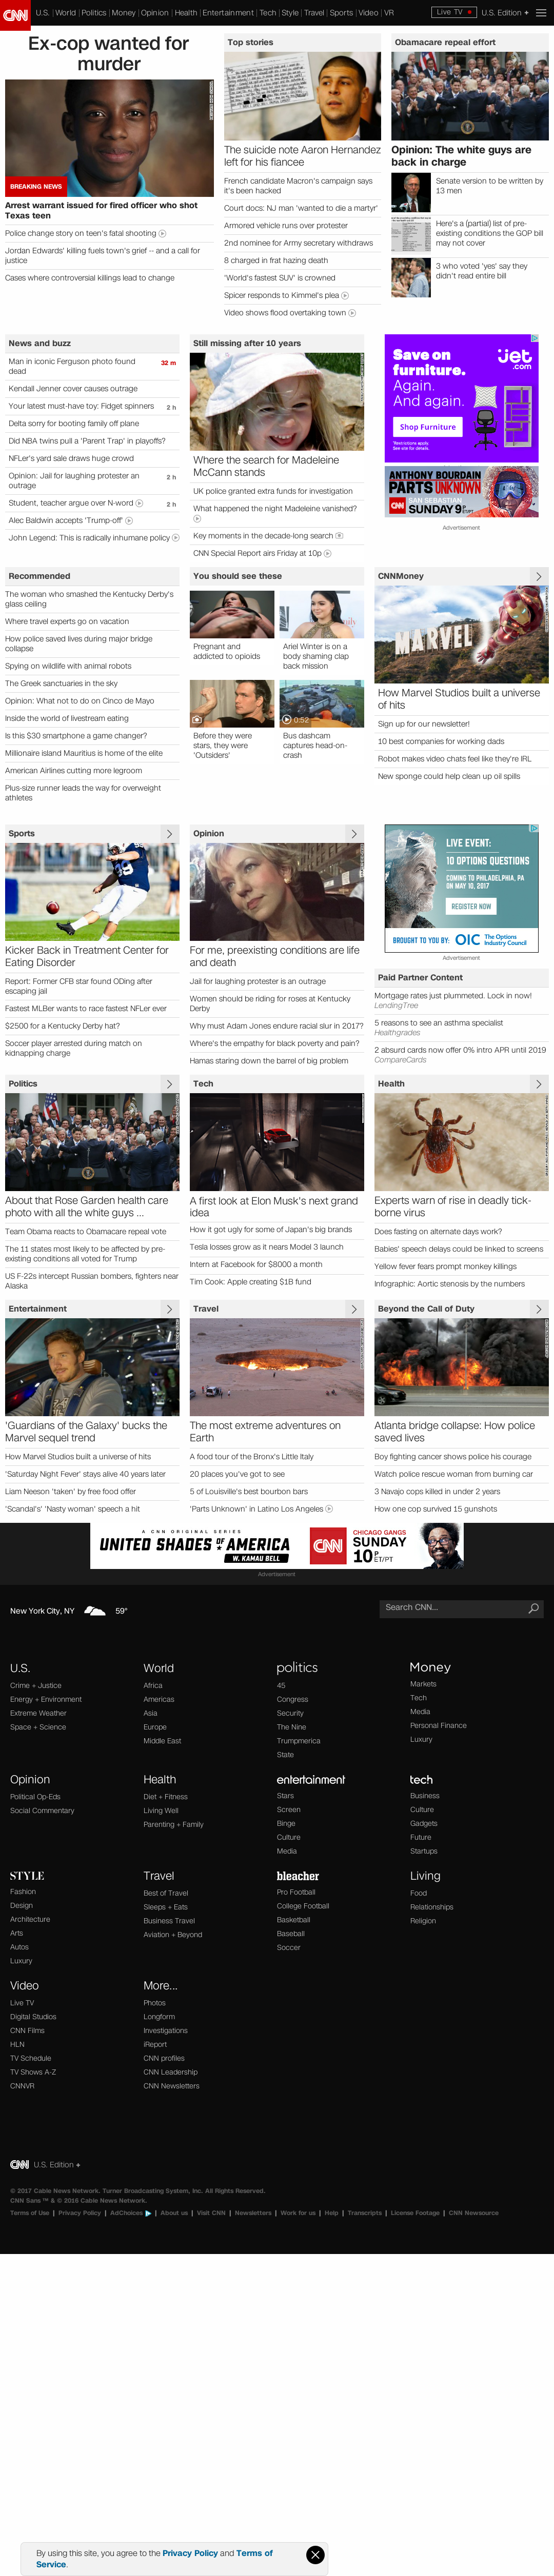 CNN U.S. World Politics Money Opinion Health Entertainment Tech Style Travel Sports Video VR Live TV U.S. Edition +
Ex-cop wanted for
murder
BREAKING NEWS
Arrest warrant issued for fired officer who shot
Texas teen
Police change story on teen's fatal shooting
Jordan Edwards' killing fuels town's grief -- and a call for
justice
Cases where controversial killings lead to change
Top stories
The suicide note Aaron Hernandez
left for his fiancee
French candidate Macron's campaign says
it's been hacked
Court docs: NJ man 'wanted to die a martyr'
Armored vehicle runs over protester
2nd nominee for Army secretary withdraws
8 charged in frat hazing death
'World's fastest SUV' is crowned
Spicer responds to Kimmel's plea
Video shows flood overtaking town
Obamacare repeal effort
Opinion: The white guys are
back in charge
Senate version to be written by
13 men
Here's a (partial) list of pre-
existing conditions the GOP bill
may not cover
3 who voted 'yes' say they
didn't read entire bill
News and buzz
Man in iconic Ferguson photo found
dead
32 m
Kendall Jenner cover causes outrage
Your latest must-have toy: Fidget spinners 2 h
Delta sorry for booting family off plane
Did NBA twins pull a 'Parent Trap' in playoffs?
NFLer's yard sale draws huge crowd
Opinion: Jail for laughing protester an
outrage
2 h
Student, teacher argue over N-word 2 h
Alec Baldwin accepts 'Trump-off'
John Legend: This is radically inhumane policy
Still missing after 10 years
Where the search for Madeleine
McCann stands
UK police granted extra funds for investigation
What happened the night Madeleine vanished?
Key moments in the decade-long search
CNN Special Report airs Friday at 10p
Save on
furniture.
Again.
And again.
jet
.com
Shop Furniture
*Restrictions apply.
See site for details.
ANTHONY BOURDAIN
PARTS UNKNOWN
CNN SAN SEBASTIAN
SUNDAY 9P ET/PT
Advertisement
Recommended
The woman who smashed the Kentucky Derby's
glass ceiling
Where travel experts go on vacation
How police saved lives during major bridge
collapse
Spying on wildlife with animal robots
The Greek sanctuaries in the sky
Opinion: What not to do on Cinco de Mayo
Inside the world of livestream eating
Is this $30 smartphone a game changer?
Millionaire island Mauritius is home of the elite
American Airlines cutting more legroom
Plus-size runner leads the way for overweight
athletes
You should see these
Pregnant and
addicted to opioids
Ariel Winter is on a
body shaming clap
back mission
0:52
Before they were
stars, they were
'Outsiders'
Bus dashcam
captures head-on-
crash
CNNMoney
MARVEL
How Marvel Studios built a universe
of hits
Sign up for our newsletter!
10 best companies for working dads
Robot makes video chats feel like they're IRL
New sponge could help clean up oil spills
Sports
Kicker Back in Treatment Center for
Eating Disorder
Report: Former CFB star found ODing after
escaping jail
Fastest MLBer wants to race fastest NFLer ever
$2500 for a Kentucky Derby hat?
Soccer player arrested during match on
kidnapping charge
Opinion
For me, preexisting conditions are life
and death
Jail for laughing protester is an outrage
Women should be riding for roses at Kentucky
Derby
Why must Adam Jones endure racial slur in 2017?
Where's the empathy for black poverty and pain?
Hamas staring down the barrel of big problem
LIVE EVENT:
10 OPTIONS QUESTIONS
COMING TO PHILADELPHIA, PA
ON MAY 10, 2017
REGISTER NOW
BROUGHT TO YOU BY: OIC The Options
Industry Council
Advertisement
Partner Content
Mortgage rates just plummeted. Lock in now!
LendingTree
5 reasons to see an asthma specialist
Healthgrades
2 absurd cards now offer 0% intro APR until 2019
CompareCards
Politics
About that Rose Garden health care
photo with all the white guys ...
Team Obama reacts to Obamacare repeal vote
The 11 states most likely to be affected by pre-
existing conditions all voted for Trump
US F-22s intercept Russian bombers, fighters near
Alaska
Tech
A first look at Elon Musk's next grand
idea
How it got ugly for some of Japan's big brands
Tesla losses grow as it nears Model 3 launch
Intern at Facebook for $8000 a month
Tim Cook: Apple creating $1B fund
Health
Experts warn of rise in deadly tick-
borne virus
Does fasting on alternate days work?
Babies' speech delays could be linked to screens
Yellow fever fears prompt monkey killings
Infographic: Aortic stenosis by the numbers
Entertainment
'Guardians of the Galaxy' bucks the
Marvel sequel trend
How Marvel Studios built a universe of hits
'Saturday Night Fever' stays alive 40 years later
Liam Neeson 'taken' by free food offer
'Scandal's' 'Nasty woman' speech a hit
Travel
The most extreme adventures on
Earth
A food tour of the Bronx's Little Italy
20 places you've got to see
5 of Louisville's best bourbon bars
'Parts Unknown' in Latino Los Angeles
Beyond the Call of Duty
Atlanta bridge collapse: How police
saved lives
Boy fighting cancer shows police his courage
Watch police rescue woman from burning car
3 Navajo cops killed in under 2 years
How one cop survived 15 gunshots
A CNN ORIGINAL SERIES
UNITED SHADES OF AMERICA
W. KAMAU BELL
CNN
CHICAGO GANGS
SUNDAY
10P ET/PT
Advertisement
New York City, NY 59°
Search CNN...
U.S.
Crime + Justice
Energy + Environment
Extreme Weather
Space + Science
World
Africa
Americas
Asia
Europe
Middle East
politics
45
Congress
Security
The Nine
Trumpmerica
State
Money
Markets
Tech
Media
Personal Finance
Luxury
Opinion
Political Op-Eds
Social Commentary
Health
Diet + Fitness
Living Well
Parenting + Family
entertainment
Stars
Screen
Binge
Culture
Media
tech
Business
Culture
Gadgets
Future
Startups
STYLE
Fashion
Design
Architecture
Arts
Autos
Luxury
Travel
Best of Travel
Sleeps + Eats
Business Travel
Aviation + Beyond
bleacher
Pro Football
College Football
Basketball
Baseball
Soccer
Living
Food
Relationships
Religion
Video
Live TV
Digital Studios
CNN Films
HLN
TV Schedule
TV Shows A-Z
CNNVR
More...
Photos
Longform
Investigations
iReport
CNN profiles
CNN Leadership
CNN Newsletters
CNN U.S. Edition +
© 2017 Cable News Network. Turner Broadcasting System, Inc. All Rights Reserved.
CNN Sans ™ & © 2016 Cable News Network.
Terms of Use | Privacy Policy | AdChoices | About us | Visit CNN | Newsletters | Work for us | Help | Transcripts | License Footage | CNN Newsource
By using this site, you agree to the Privacy Policy and Terms of
Service.